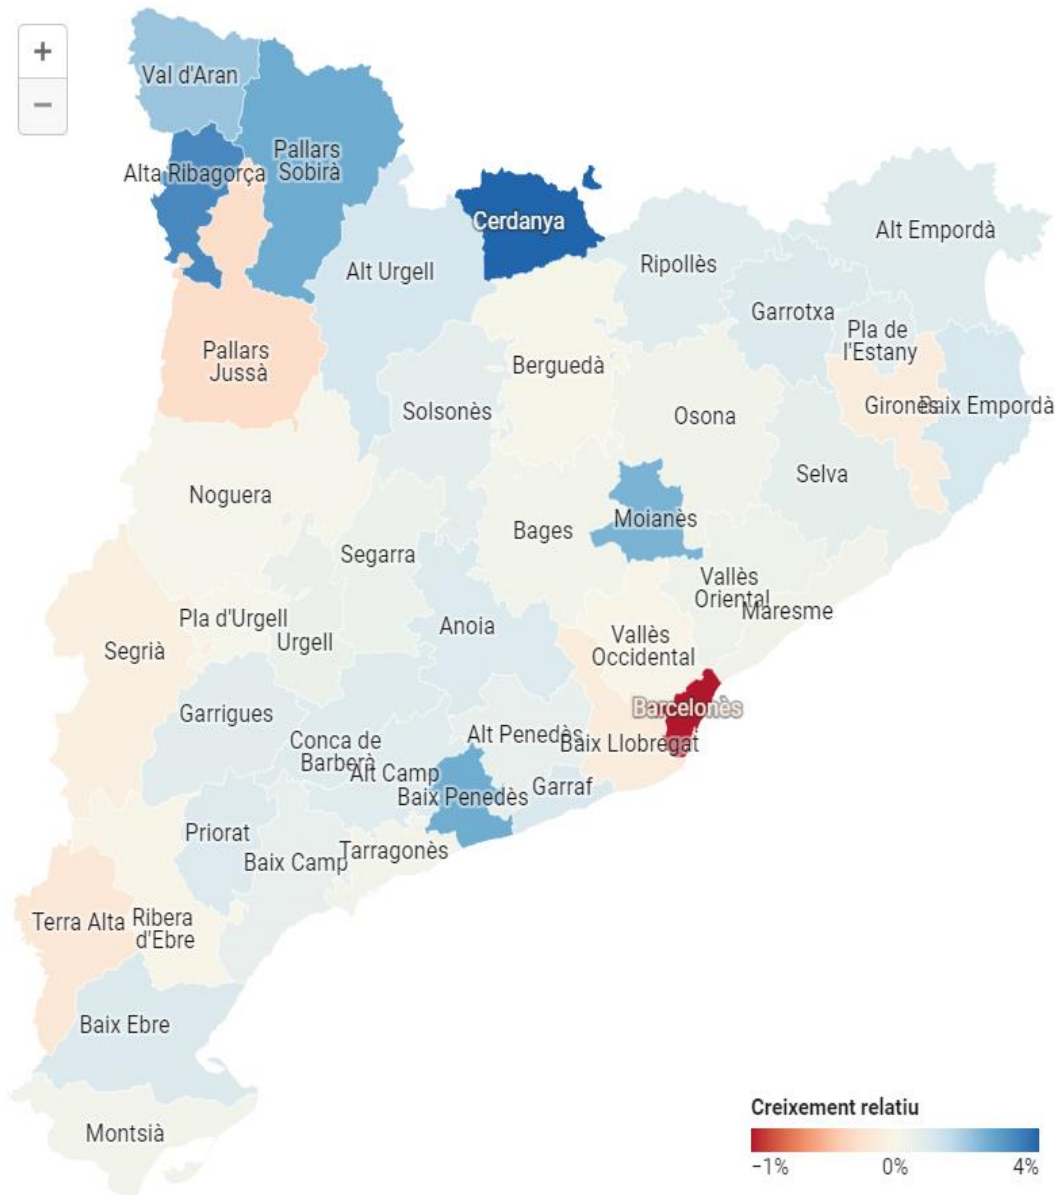 +
−
Val d'Aran
Pallars
Sobirà
Alta Ribagorça
Cerdanya
Alt Empordà
Ripollès
Alt Urgell
Garrotxa
Pla de
l'Estany
Pallars
Jussà
Berguedà
Solsonès
Osona
Gironès
Baix Empordà
Selva
Noguera
Moianès
Bages
Segarra
Vallès
Oriental
Maresme
Pla d'Urgell
Urgell
Anoia
Segrià
Vallès
Occidental
Barcelonès
Garrigues
Alt Penedès
Baix Llobregat
Conca de
Barberà
Alt Camp
Baix Penedès
Garraf
Priorat
Baix Camp
Tarragonès
Terra Alta
Ribera
d'Ebre
Baix Ebre
Montsià
Creixement relatiu
−1%
0%
4%